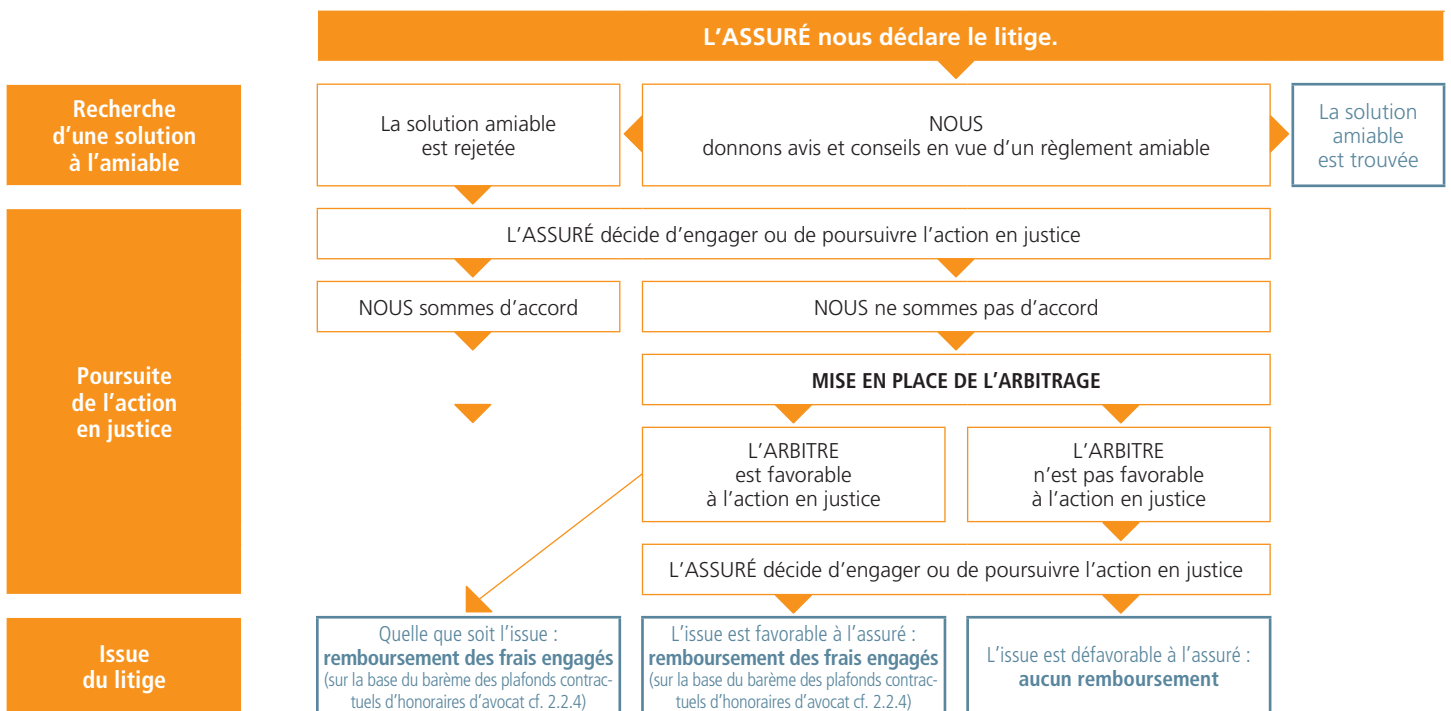 L'ASSURÉ nous déclare le litige.
Recherche
d'une solution
à l'amiable
La solution amiable
est rejetée
NOUS
donnons avis et conseils en vue d'un règlement amiable
La solution
amiable
est trouvée
Poursuite
de l'action
en justice
L'ASSURÉ décide d'engager ou de poursuivre l'action en justice
NOUS sommes d'accord
NOUS ne sommes pas d'accord
MISE EN PLACE DE L'ARBITRAGE
L'ARBITRE
est favorable
à l'action en justice
L'ARBITRE
n'est pas favorable
à l'action en justice
L'ASSURÉ décide d'engager ou de poursuivre l'action en justice
Issue
du litige
Quelle que soit l'issue :
remboursement des frais engagés
(sur la base du barème des plafonds contrac-
tuels d'honoraires d'avocat cf. 2.2.4)
L'issue est favorable à l'assuré :
remboursement des frais engagés
(sur la base du barème des plafonds contrac-
tuels d'honoraires d'avocat cf. 2.2.4)
L'issue est défavorable à l'assuré :
aucun remboursement